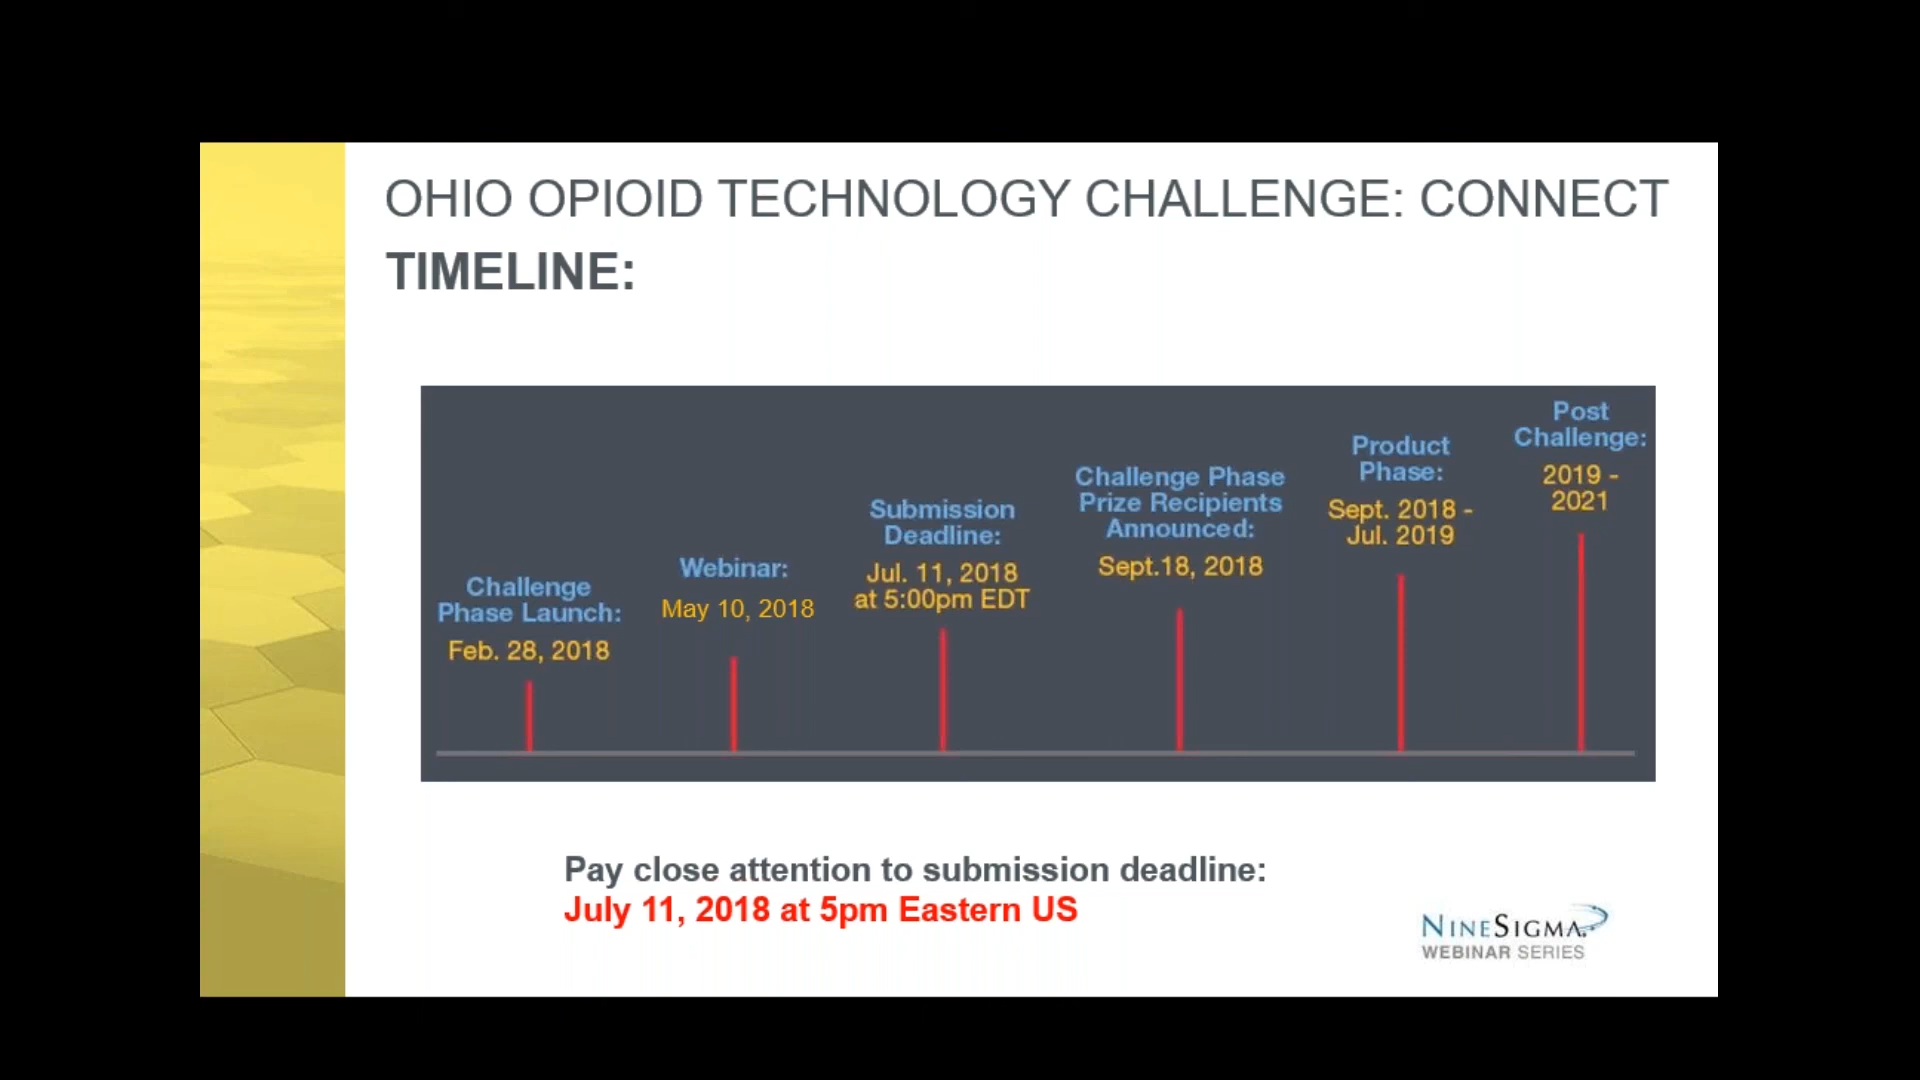 OHIO OPIOID TECHNOLOGY CHALLENGE: CONNECT
TIMELINE:
Challenge
Phase Launch:
Feb. 28, 2018
Webinar:
May 10, 2018
Submission
Deadline:
Jul. 11, 2018
at 5:00pm EDT
Challenge Phase
Prize Recipients
Announced:
Sept.18, 2018
Product
Phase:
Sept. 2018 -
Jul. 2019
Post
Challenge:
2019 -
2021
Pay close attention to submission deadline:
July 11, 2018 at 5pm Eastern US
NINESIGMA®
WEBINAR SERIES